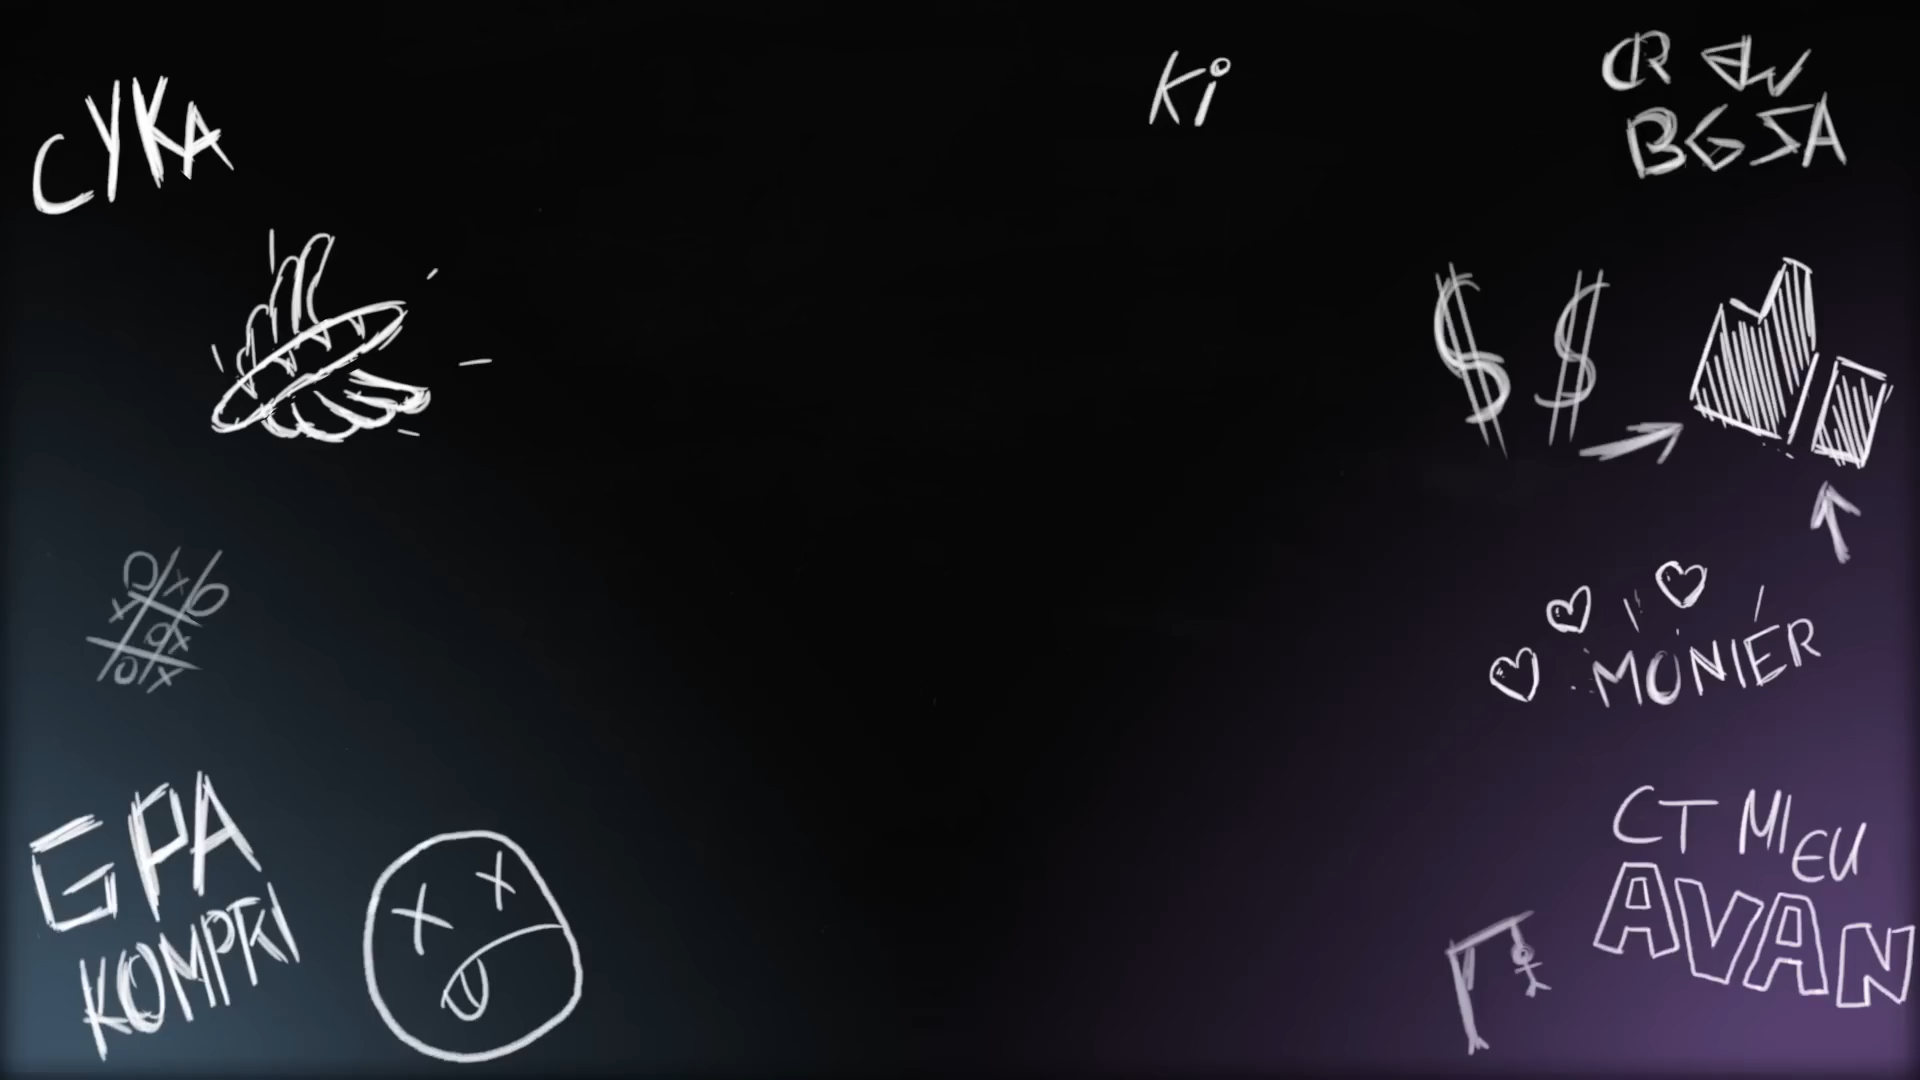 CYKA
Ki
CREW
BGSA
$ $
MONIER
GPA
KOMPRI
CT MIEU
AVAN